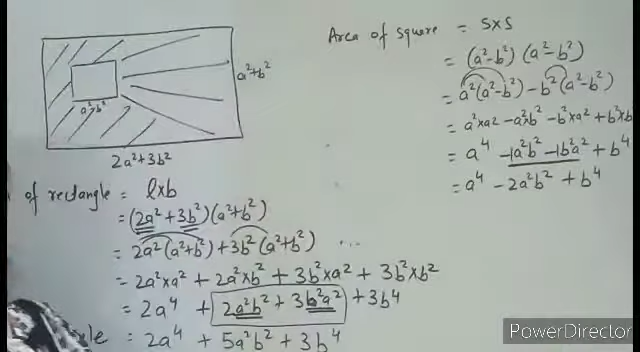 a²+b²
a²-b²
2a²+3b²
of rectangle = l×b
= (2a²+3b²)(a²+b²)
= 2a²(a²+b²)+3b²(a²+b²)
= 2a²×a² + 2a²×b² + 3b²×a² + 3b²×b²
= 2a⁴ + 2a²b² + 3b²a² + 3b⁴
= 2a⁴ + 5a²b² + 3b⁴
Area of square = s×s
= (a²-b²)(a²-b²)
= a²(a²-b²)-b²(a²-b²)
= a²×a² - a²×b² - b²×a² + b²×b
= a⁴ -1a²b² -1b²a² + b⁴
= a⁴ - 2a²b² + b⁴
PowerDirector